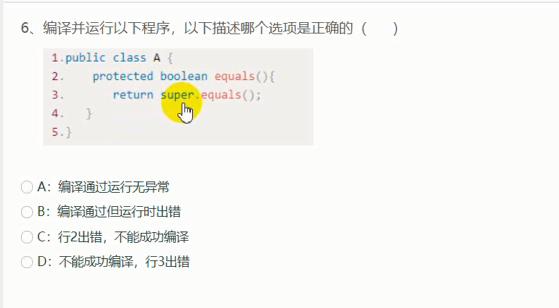 6、编译并运行以下程序，以下描述哪个选项是正确的（　　）
1.public class A {
2.    protected boolean equals(){
3.       return super.equals();
4.   }
5.}
A：编译通过运行无异常
B：编译通过但运行时出错
C：行2出错，不能成功编译
D：不能成功编译，行3出错